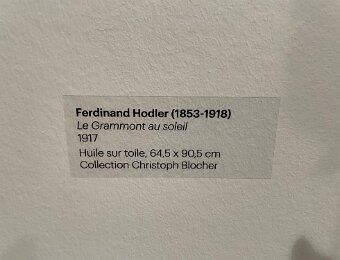 Ferdinand Hodler (1853-1918)
Le Grammont au soleil
1917
Huile sur toile, 64,5 x 90,5 cm
Collection Christoph Blocher